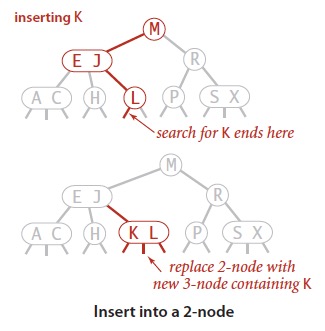 inserting K
M
E J R
A C H L P S X
search for K ends here
M
E J R
A C H K L P S X
replace 2-node with
new 3-node containing K
Insert into a 2-node